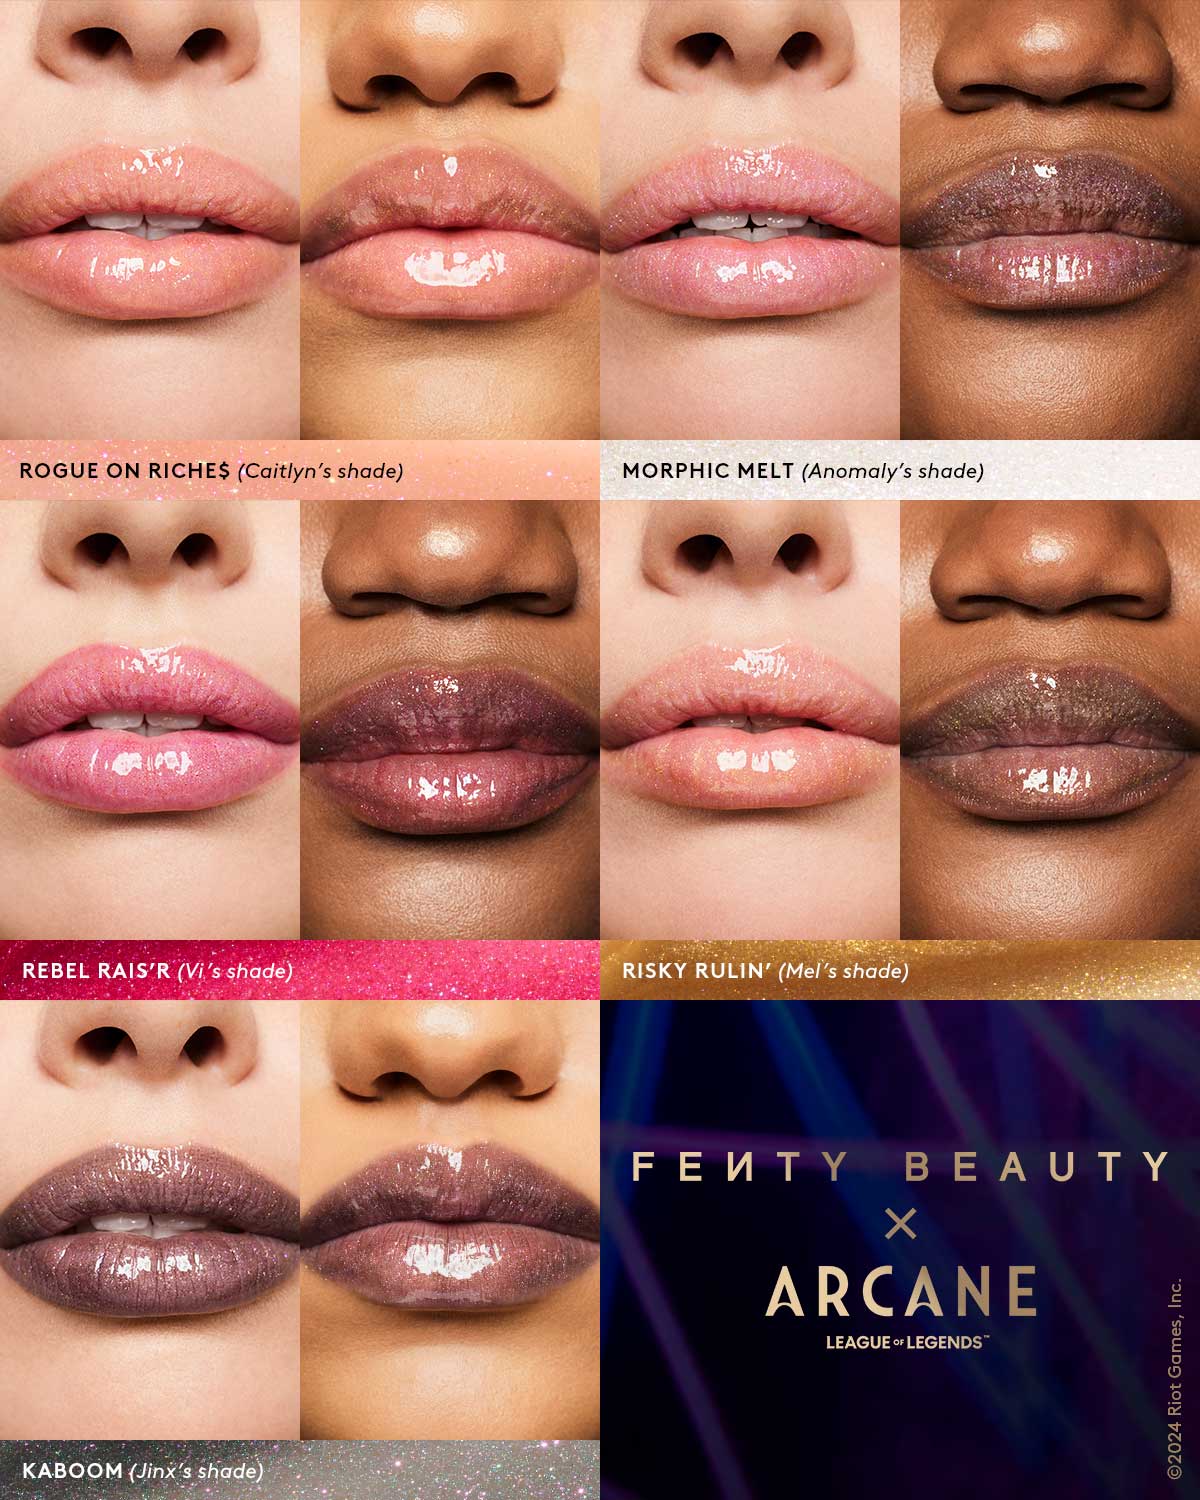 ROGUE ON RICHE$ (Caitlyn's shade)
MORPHIC MELT (Anomaly's shade)
REBEL RAIS'R (Vi's shade)
RISKY RULIN' (Mel's shade)
KABOOM (Jinx's shade)
FENTY BEAUTY
×
ARCANE
LEAGUE OF LEGENDS™
©2024 Riot Games, Inc.